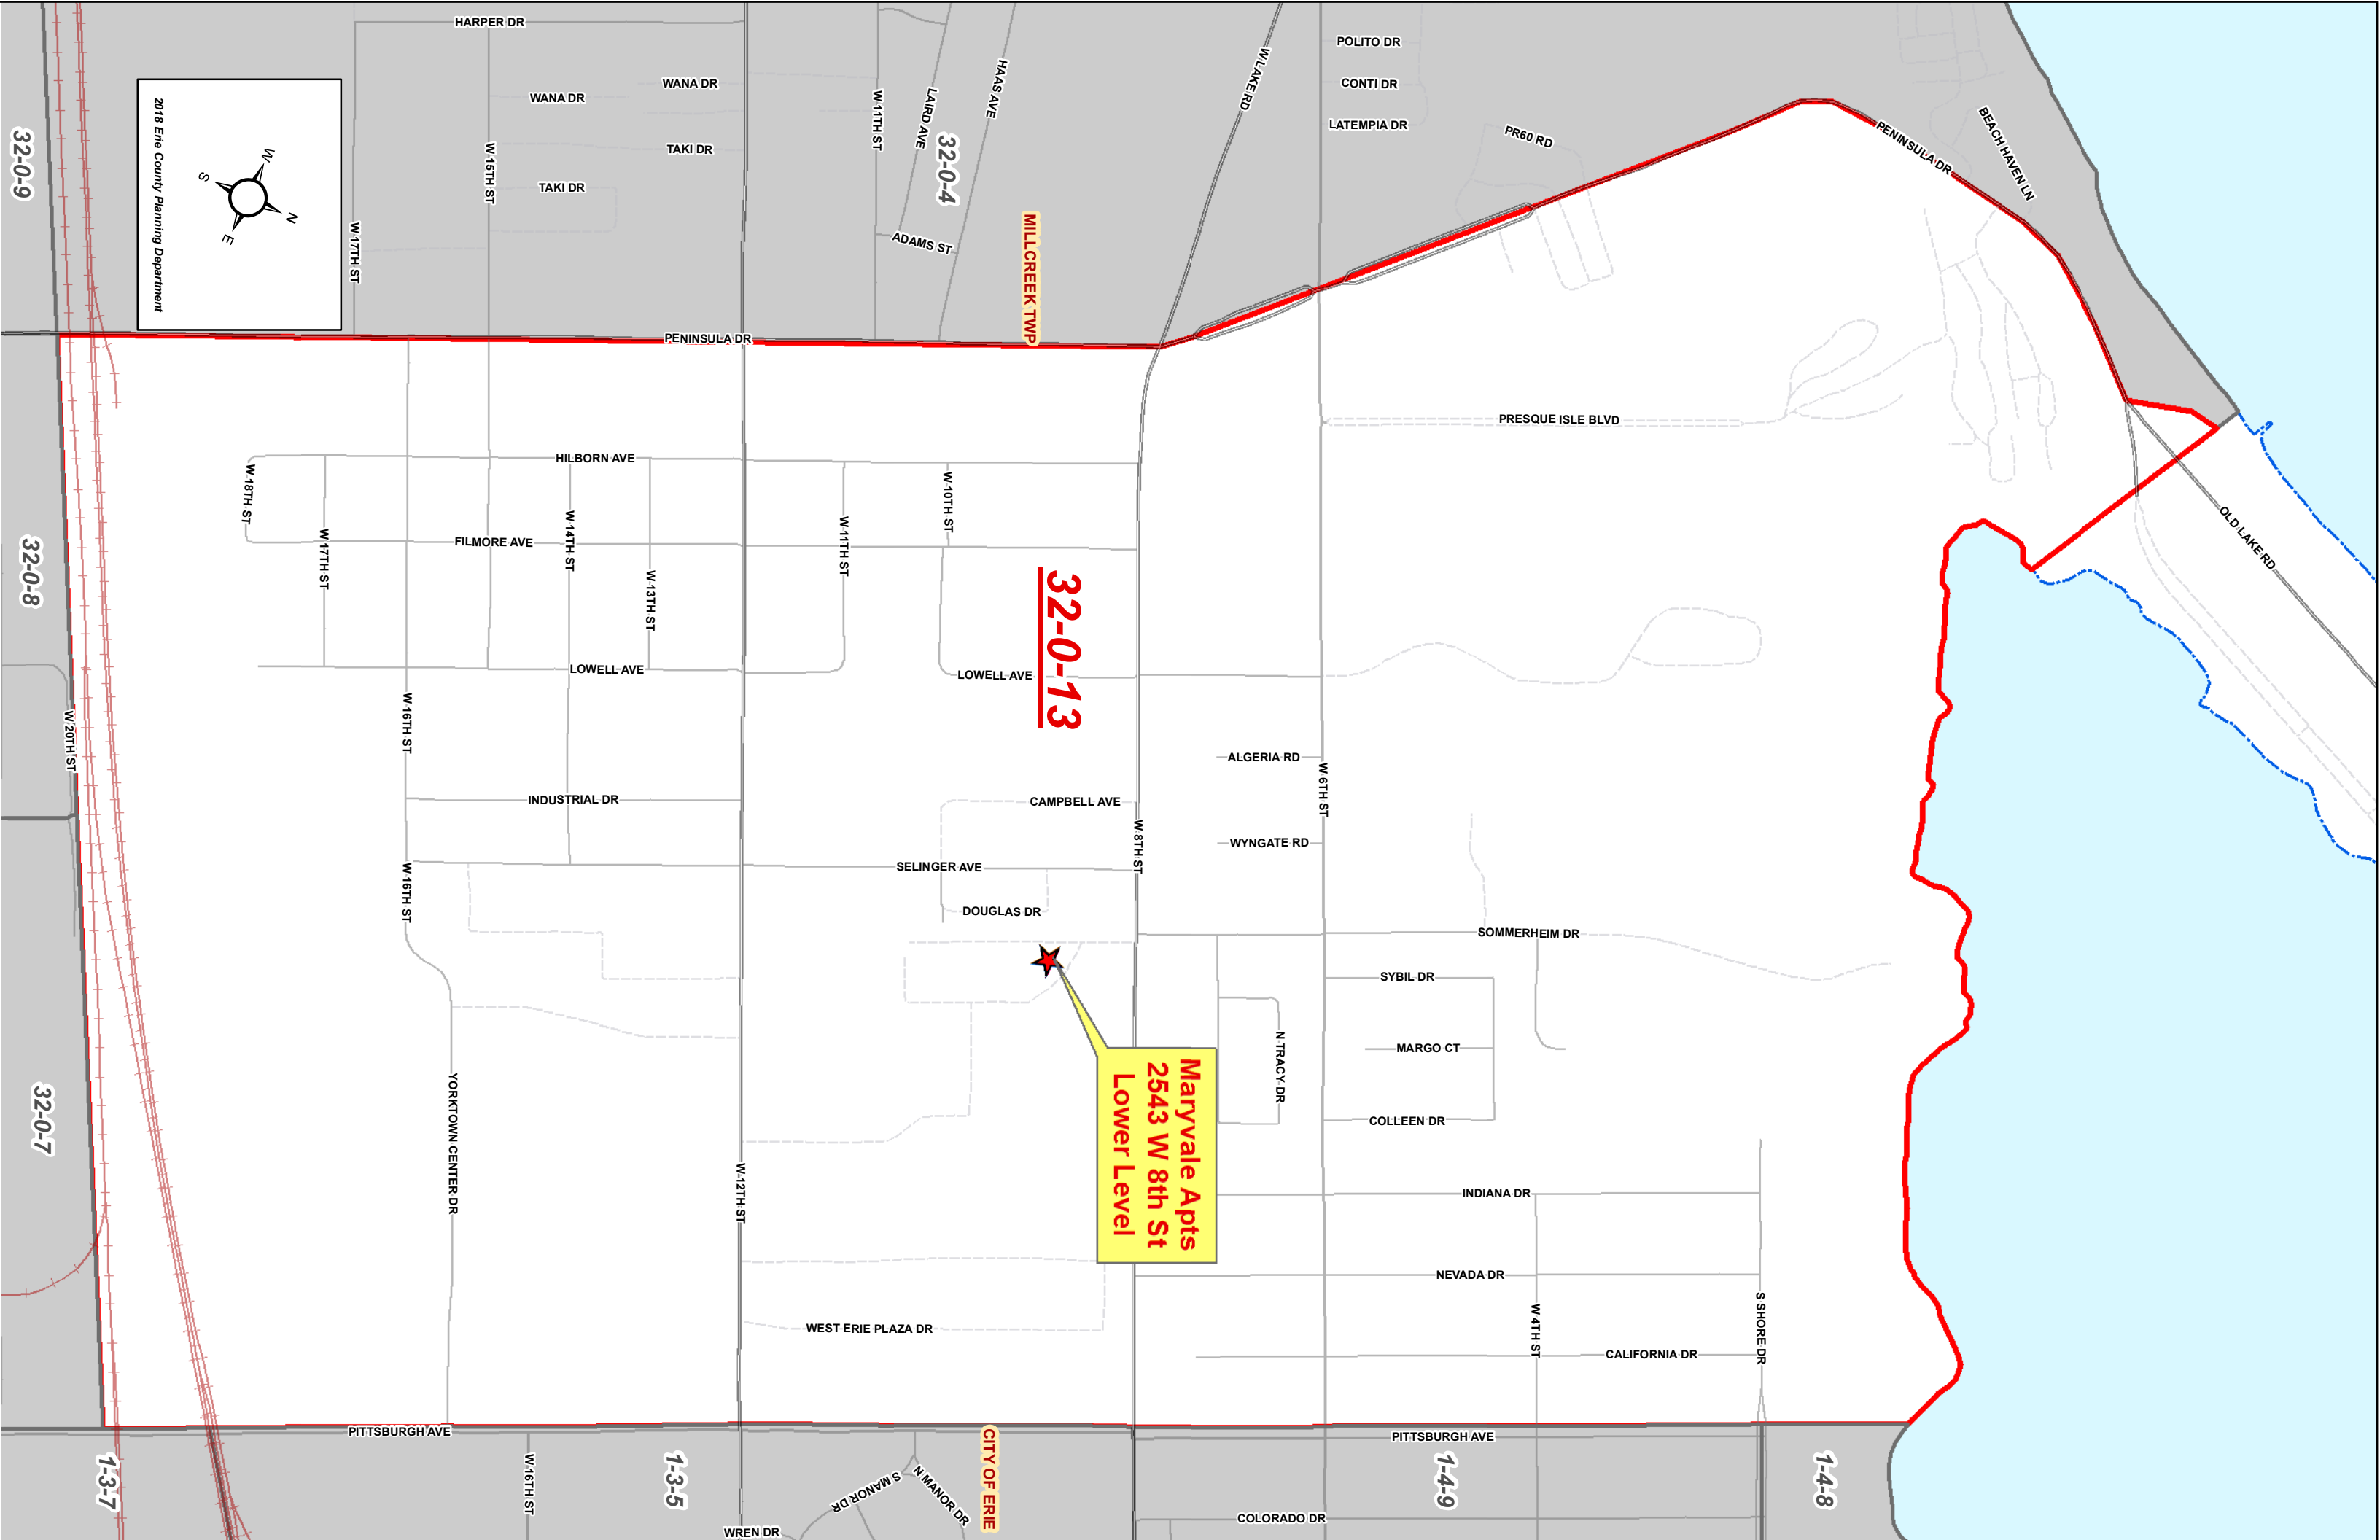 HARPER DR
WANA DR
WANA DR
TAKI DR
TAKI DR
W 15TH ST
W 17TH ST
W 11TH ST
LAIRD AVE
HAAS AVE
ADAMS ST
32-0-4
MILLCREEK TWP
W LAKE RD
POLITO DR
CONTI DR
LATEMPIA DR
PR60 RD
PENINSULA DR
BEACH HAVEN LN
32-0-9
2018 Erie County Planning Department
N
E
S
W
PENINSULA DR
PRESQUE ISLE BLVD
OLD LAKE RD
HILBORN AVE
W 18TH ST
W 17TH ST
FILMORE AVE
W 14TH ST
W 13TH ST
W 11TH ST
W 10TH ST
32-0-13
32-0-8
LOWELL AVE
LOWELL AVE
W 20TH ST
W 16TH ST
W 16TH ST
INDUSTRIAL DR
CAMPBELL AVE
SELINGER AVE
DOUGLAS DR
W 8TH ST
ALGERIA RD
WYNGATE RD
W 6TH ST
SOMMERHEIM DR
SYBIL DR
MARGO CT
COLLEEN DR
N TRACY DR
Maryvale Apts
2543 W 8th St
Lower Level
32-0-7
YORKTOWN CENTER DR
W 12TH ST
INDIANA DR
NEVADA DR
W 4TH ST
S SHORE DR
CALIFORNIA DR
WEST ERIE PLAZA DR
PITTSBURGH AVE
PITTSBURGH AVE
CITY OF ERIE
1-3-7
W 16TH ST
1-3-5
S MANOR DR
N MANOR DR
WREN DR
1-4-9
1-4-8
COLORADO DR